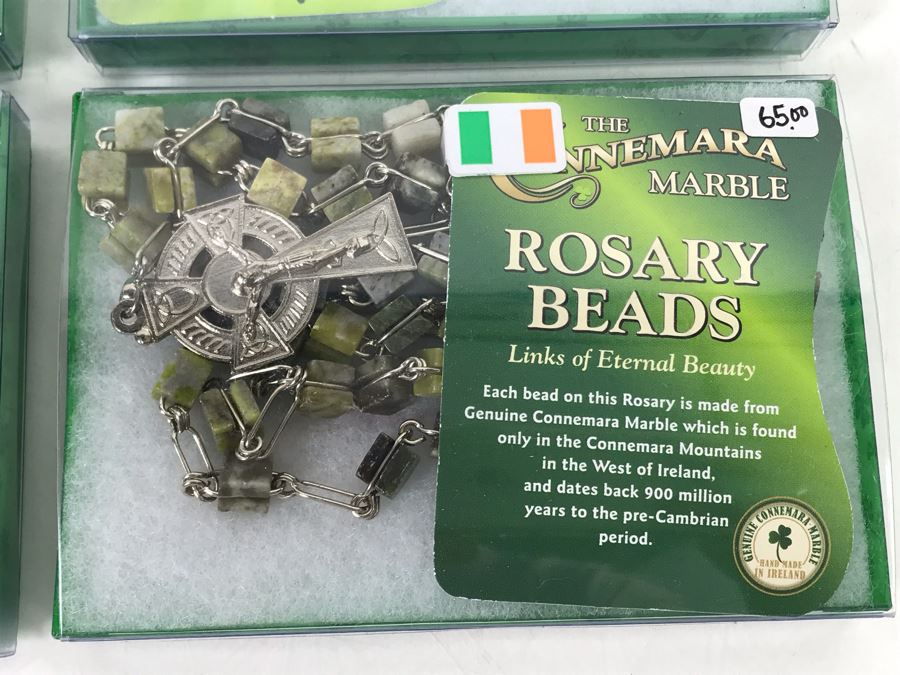 65.00
THE
CONNEMARA
MARBLE
ROSARY
BEADS
Links of Eternal Beauty
Each bead on this Rosary is made from
Genuine Connemara Marble which is found
only in the Connemara Mountains
in the West of Ireland,
and dates back 900 million
years to the pre-Cambrian
period.
GENUINE CONNEMARA MARBLE
HAND MADE
IN IRELAND